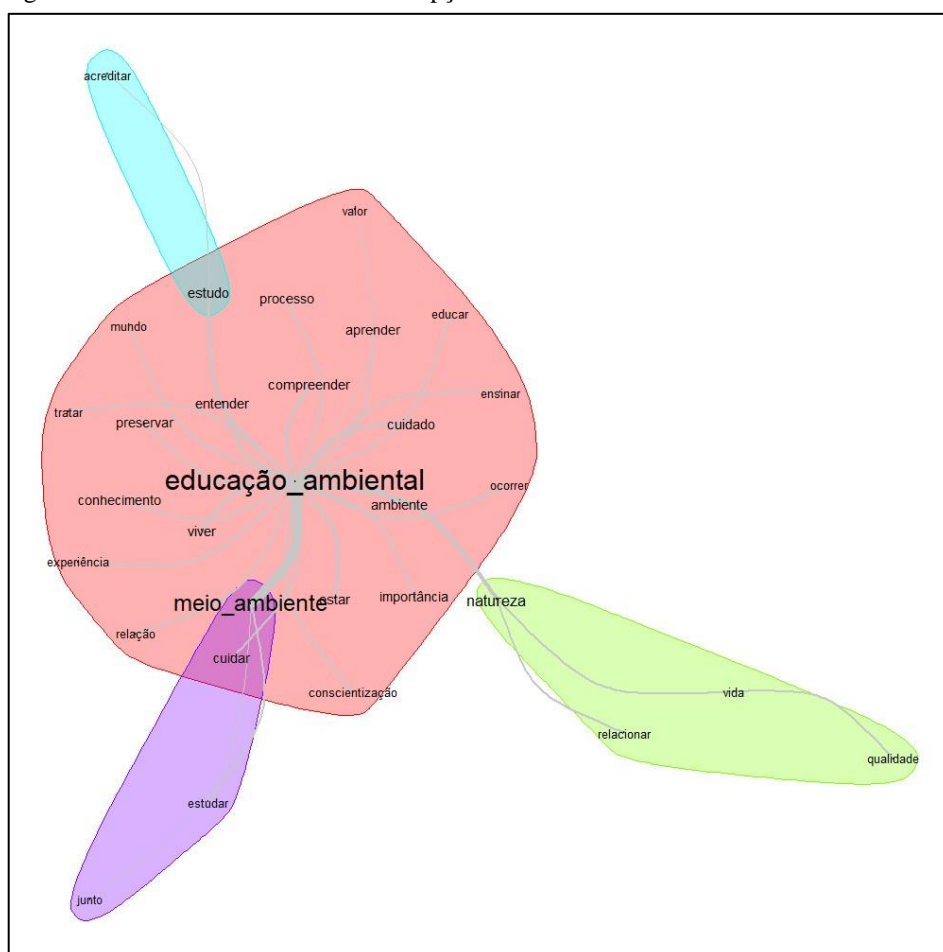 acreditar
valor
estudo
processo
mundo
aprender
educar
compreender
entender
ensinar
tratar
preservar
cuidado
educação_ambiental
conhecimento
ambiente
ocorrer
viver
experiência
meio_ambiente
estar
importância
natureza
relação
cuidar
conscientização
vida
relacionar
qualidade
estudar
junto